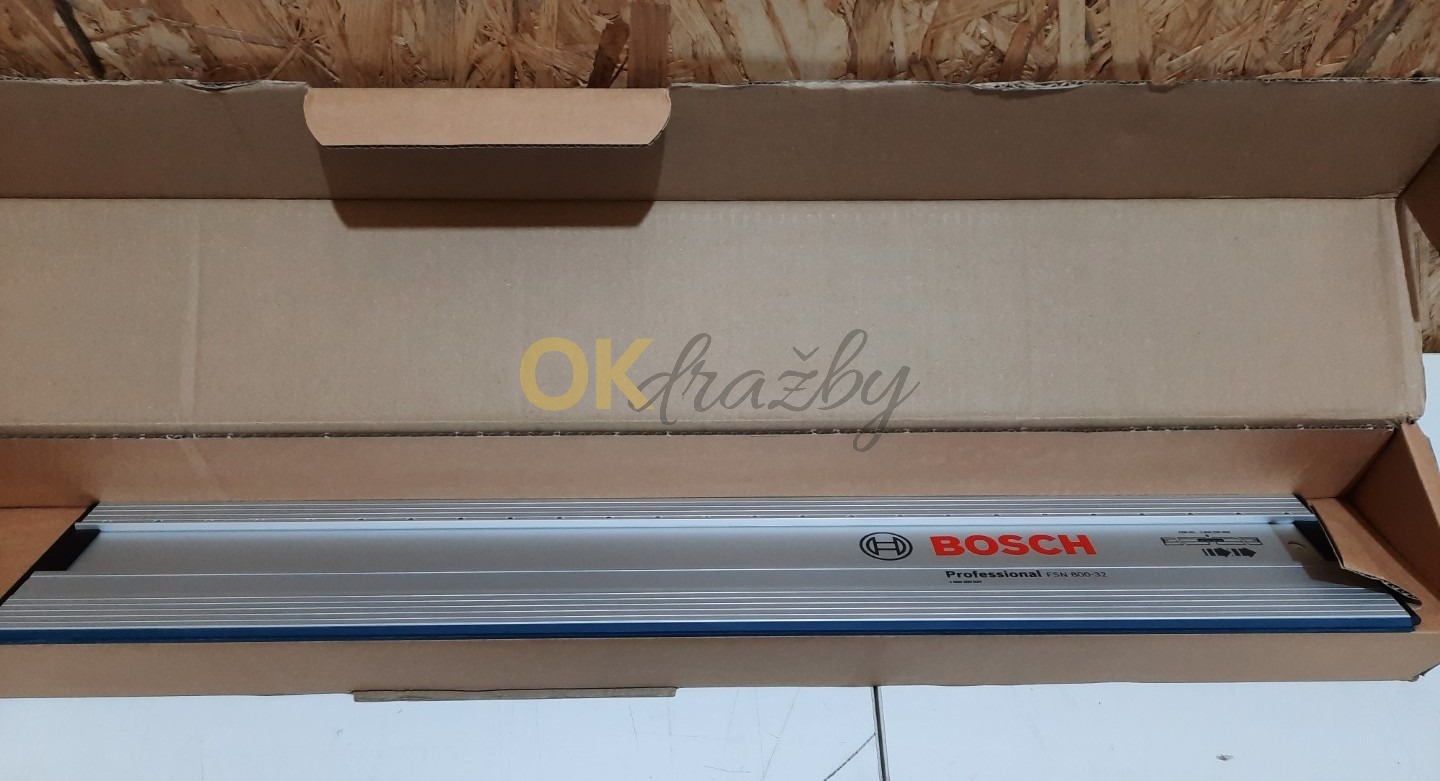 OKdražby
BOSCH
Professional FSN 800-32